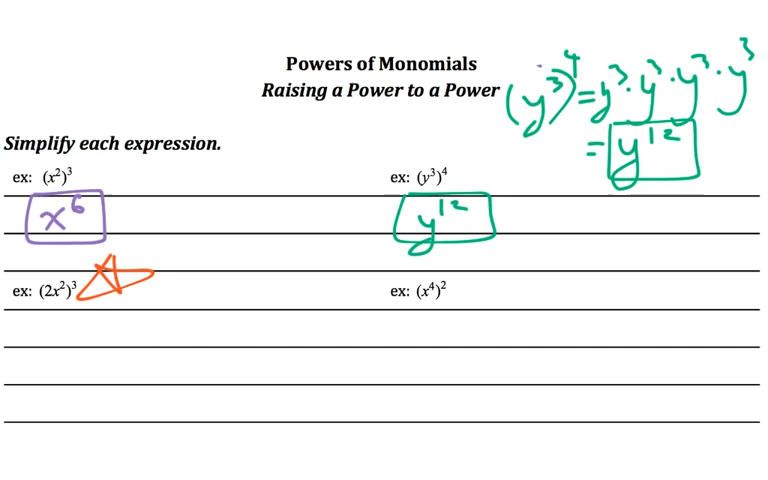 Powers of Monomials
Raising a Power to a Power
(y³)⁴ = y³ · y³ · y³ · y³
= y¹²
Simplify each expression.
ex: (x²)³
ex: (y³)⁴
x⁶
y¹²
ex: (2x²)³
ex: (x⁴)²